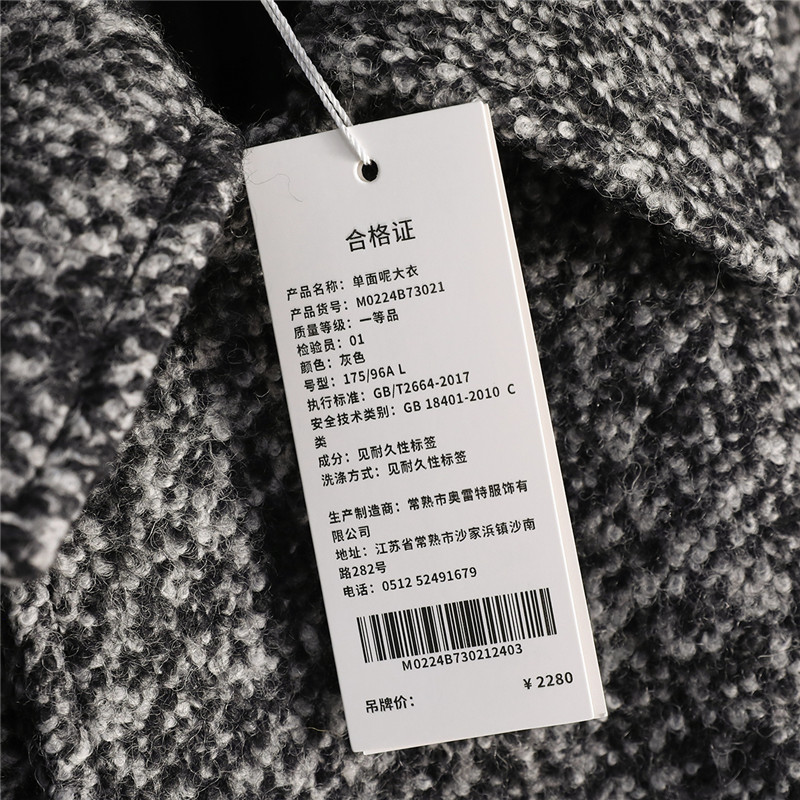 合格证
产品名称：单面呢大衣
产品货号：M0224B73021
质量等级：一等品
检验员：01
颜色：灰色
号型：175/96A L
执行标准：GB/T2664-2017
安全技术类别：GB 18401-2010 C
类
成分：见耐久性标签
洗涤方式：见耐久性标签
生产制造商：常熟市奥雷特服饰有
限公司
地址：江苏省常熟市沙家浜镇沙南
路282号
电话：0512 52491679
M0224B730212403
吊牌价： ¥ 2280